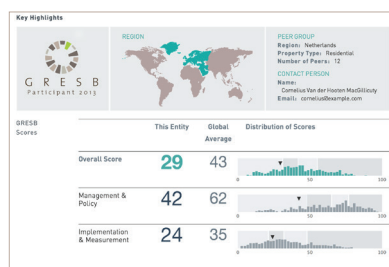 Key Highlights
REGION
PEER GROUP
Region: Netherlands
Property Type: Residential
Number of Peers: 12
CONTACT PERSON
Name:
Cornelius Van der Hooten MacGillicuty
Email: cornelius@example.com
G R E S B
Participant 2013
GRESB
Scores
This Entity
Global
Average
Distribution of Scores
Overall Score
29
43
0 50 100
Management &
Policy
42
62
0 50 100
Implementation
& Measurement
24
35
0 50 100